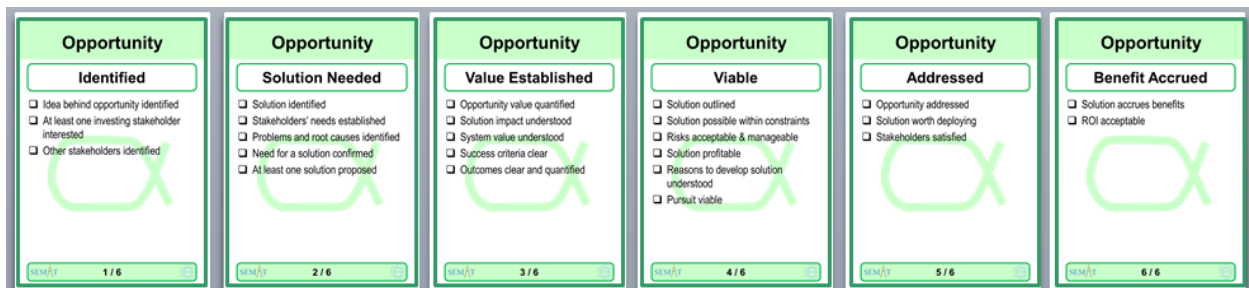 Opportunity
Identified
Idea behind opportunity identified
At least one investing stakeholder
interested
Other stakeholders identified
SEMAT
1 / 6
Opportunity
Solution Needed
Solution identified
Stakeholders' needs established
Problems and root causes identified
Need for a solution confirmed
At least one solution proposed
SEMAT
2 / 6
Opportunity
Value Established
Opportunity value quantified
Solution impact understood
System value understood
Success criteria clear
Outcomes clear and quantified
SEMAT
3 / 6
Opportunity
Viable
Solution outlined
Solution possible within constraints
Risks acceptable & manageable
Solution profitable
Reasons to develop solution
understood
Pursuit viable
SEMAT
4 / 6
Opportunity
Addressed
Opportunity addressed
Solution worth deploying
Stakeholders satisfied
SEMAT
5 / 6
Opportunity
Benefit Accrued
Solution accrues benefits
ROI acceptable
SEMAT
6 / 6